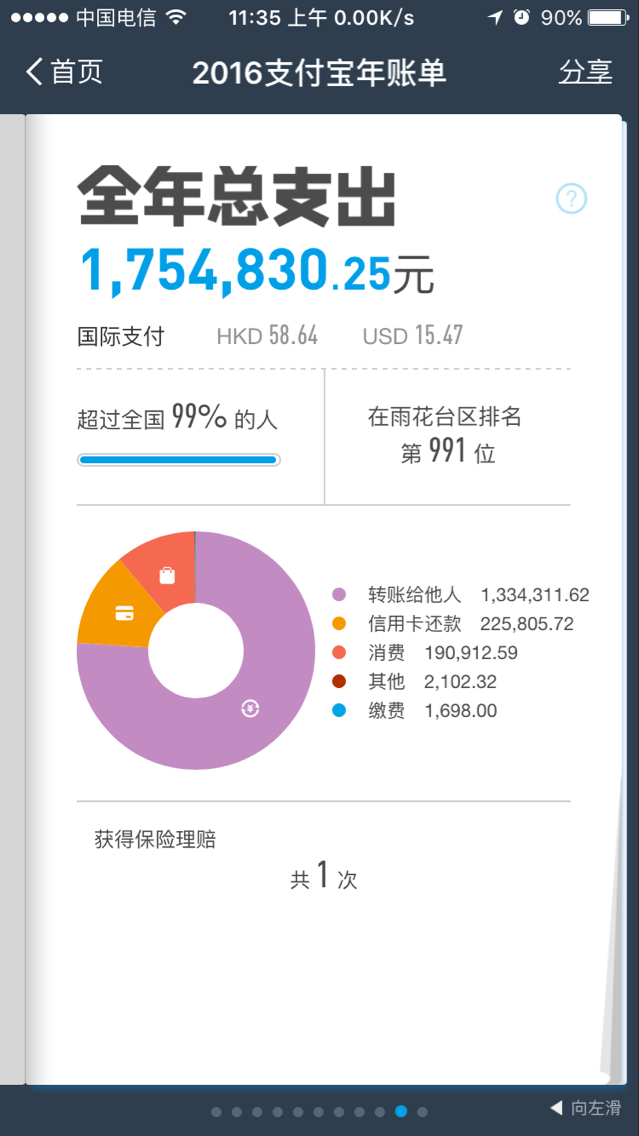 中国电信 11:35 上午 0.00K/s 90%
首页 2016支付宝年账单 分享
全年总支出
?
1,754,830.25元
国际支付 HKD 58.64 USD 15.47
超过全国 99% 的人
在雨花台区排名
第 991 位
转账给他人 1,334,311.62
信用卡还款 225,805.72
消费 190,912.59
其他 2,102.32
缴费 1,698.00
获得保险理赔
共 1 次
向左滑